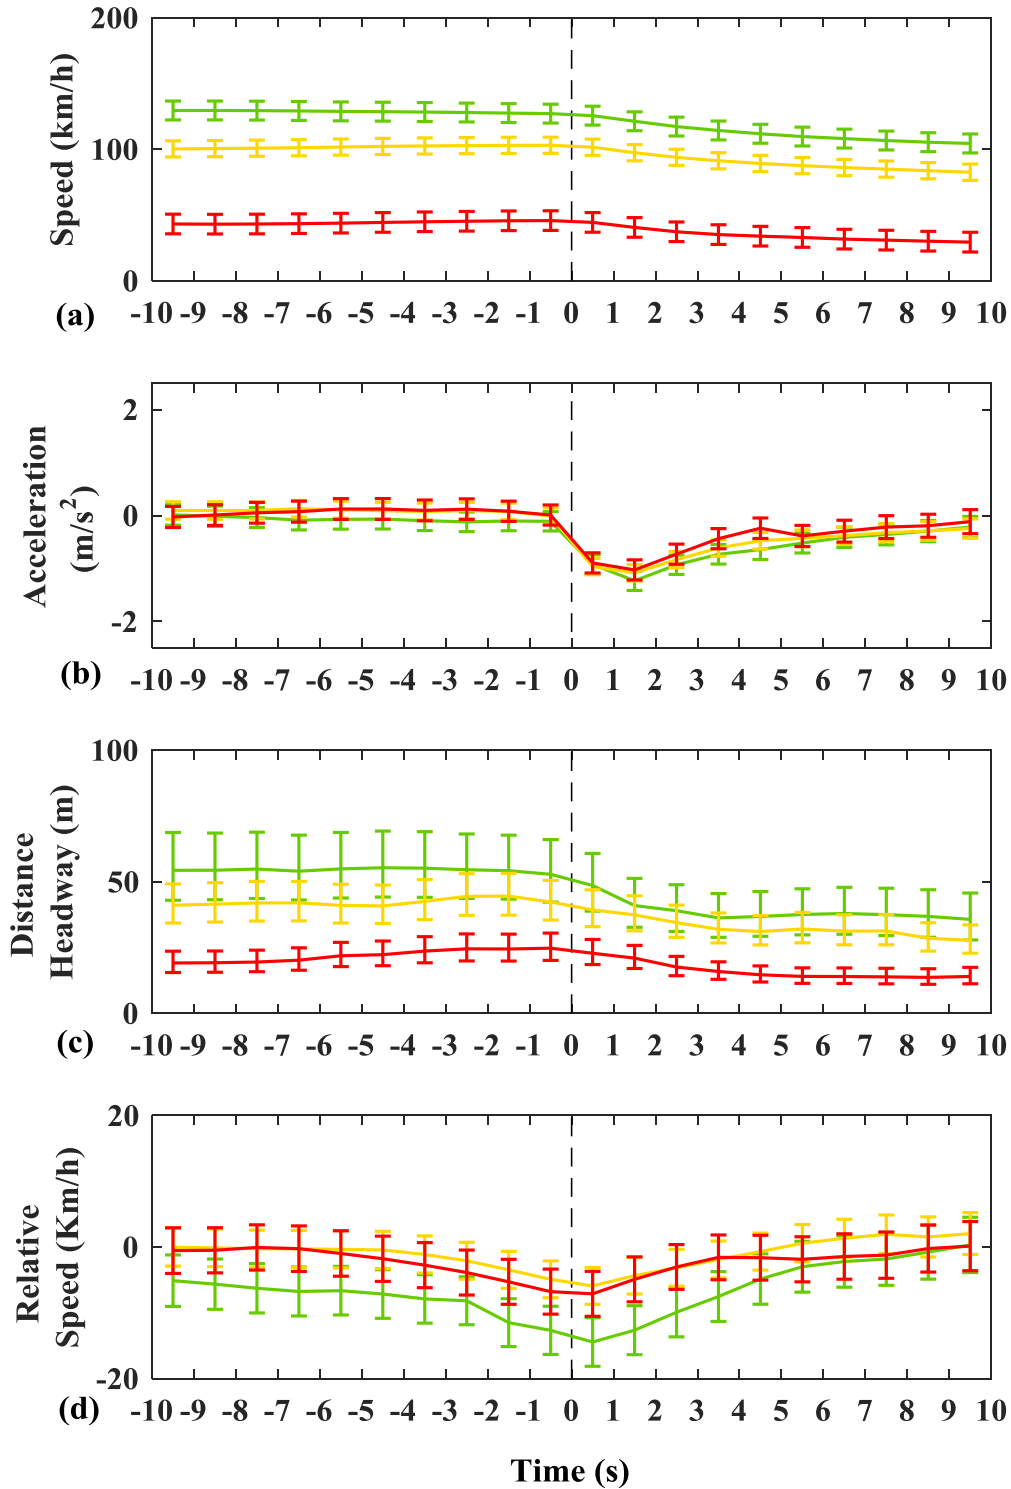 200
100
0
Speed (km/h)
(a)
-10 -9 -8 -7 -6 -5 -4 -3 -2 -1 0 1 2 3 4 5 6 7 8 9 10
2
0
-2
Acceleration
(m/s²)
(b)
-10 -9 -8 -7 -6 -5 -4 -3 -2 -1 0 1 2 3 4 5 6 7 8 9 10
100
50
0
Distance
Headway (m)
(c)
-10 -9 -8 -7 -6 -5 -4 -3 -2 -1 0 1 2 3 4 5 6 7 8 9 10
20
0
-20
Relative
Speed (Km/h)
(d)
-10 -9 -8 -7 -6 -5 -4 -3 -2 -1 0 1 2 3 4 5 6 7 8 9 10
Time (s)